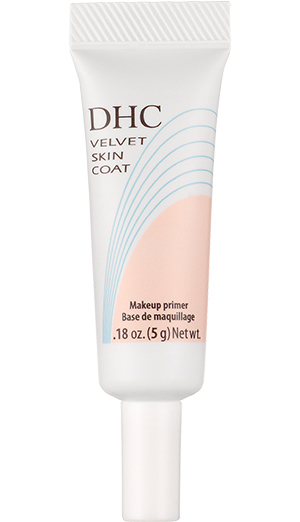 DHC
VELVET
SKIN
COAT
Makeup primer
Base de maquillage
.18 oz. (5 g) Net wt.